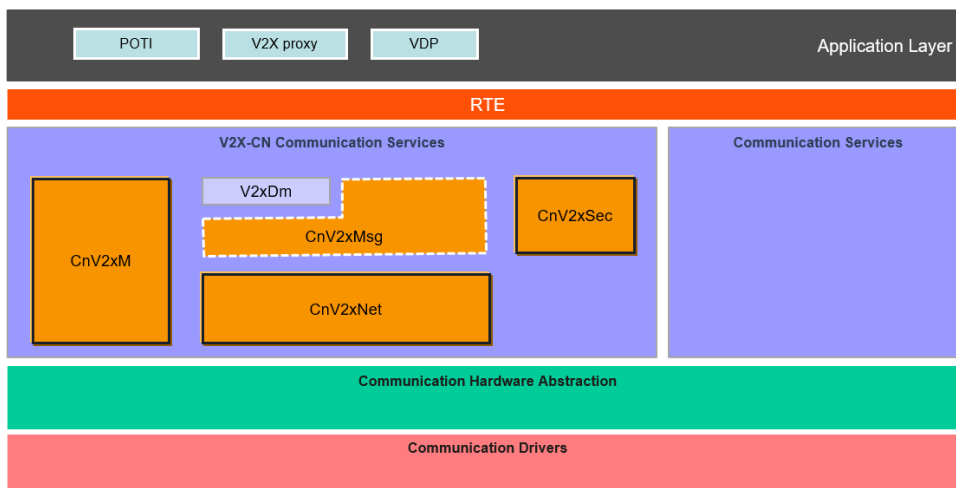 POTI
V2X proxy
VDP
Application Layer
RTE
V2X-CN Communication Services
Communication Services
V2xDm
CnV2xM
CnV2xMsg
CnV2xSec
CnV2xNet
Communication Hardware Abstraction
Communication Drivers